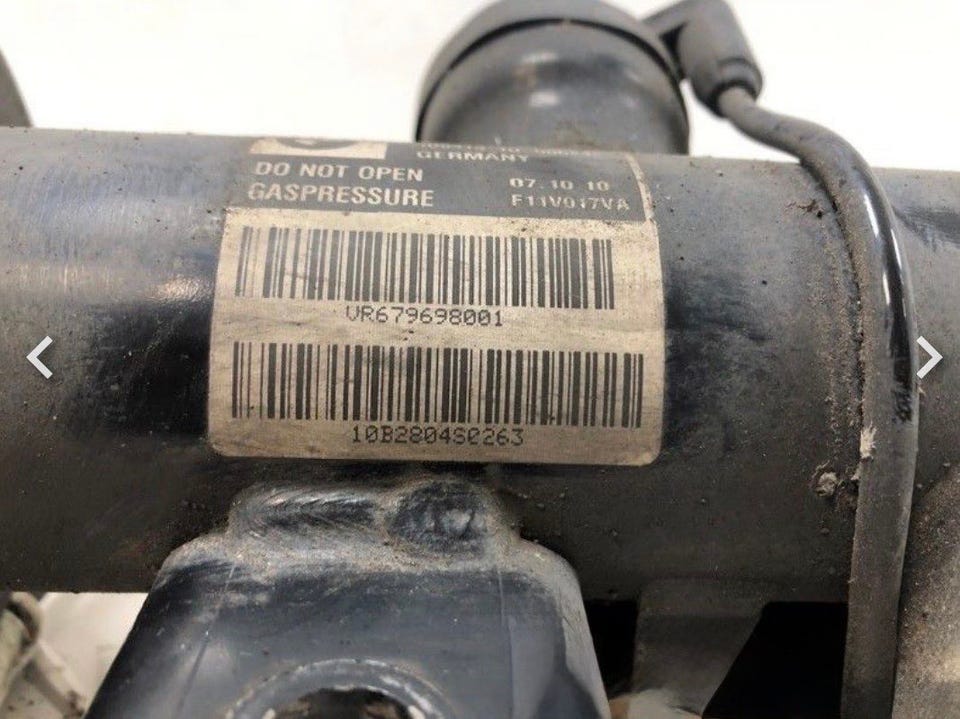 GERMANY
DO NOT OPEN
GASPRESSURE
07.10.10
F11V017VA
VR679698001
10B2804S0263